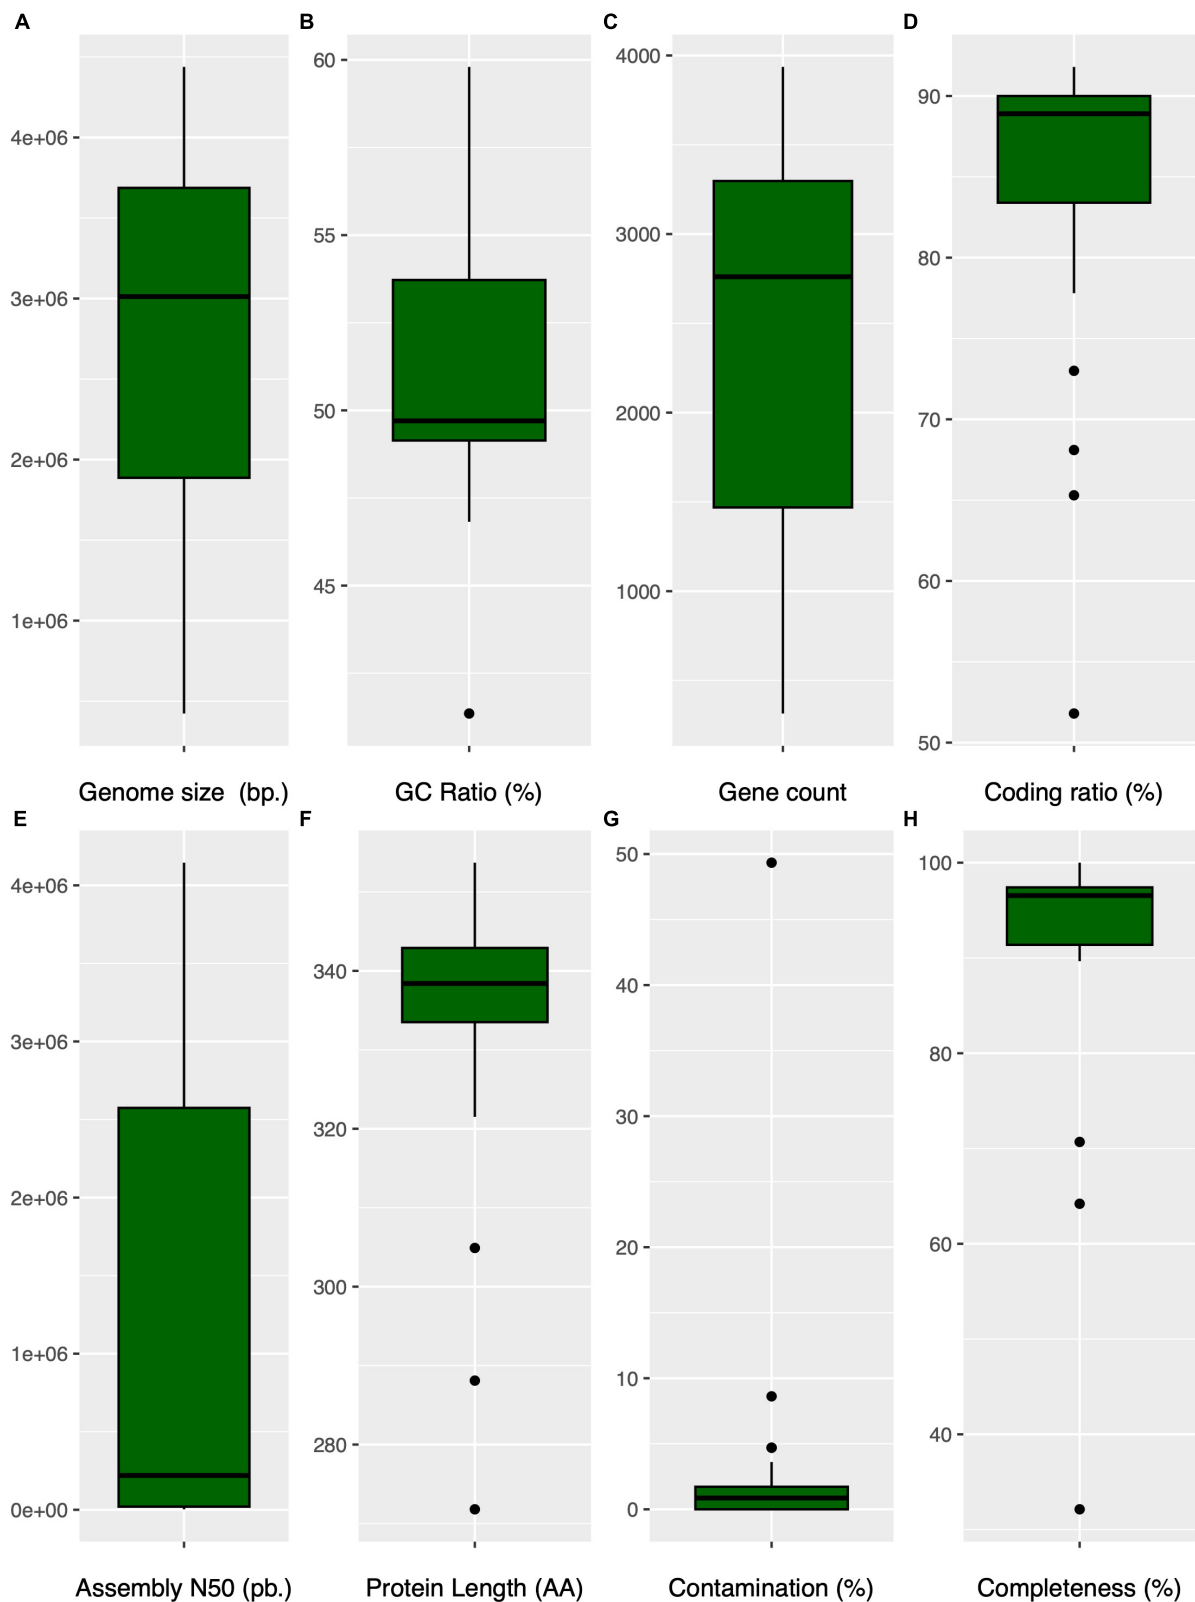 A
4e+06
3e+06
2e+06
1e+06
Genome size (bp.)
B
60
55
50
45
GC Ratio (%)
C
4000
3000
2000
1000
Gene count
D
90
80
70
60
50
Coding ratio (%)
E
4e+06
3e+06
2e+06
1e+06
0e+00
Assembly N50 (pb.)
F
340
320
300
280
Protein Length (AA)
G
50
40
30
20
10
0
Contamination (%)
H
100
80
60
40
Completeness (%)